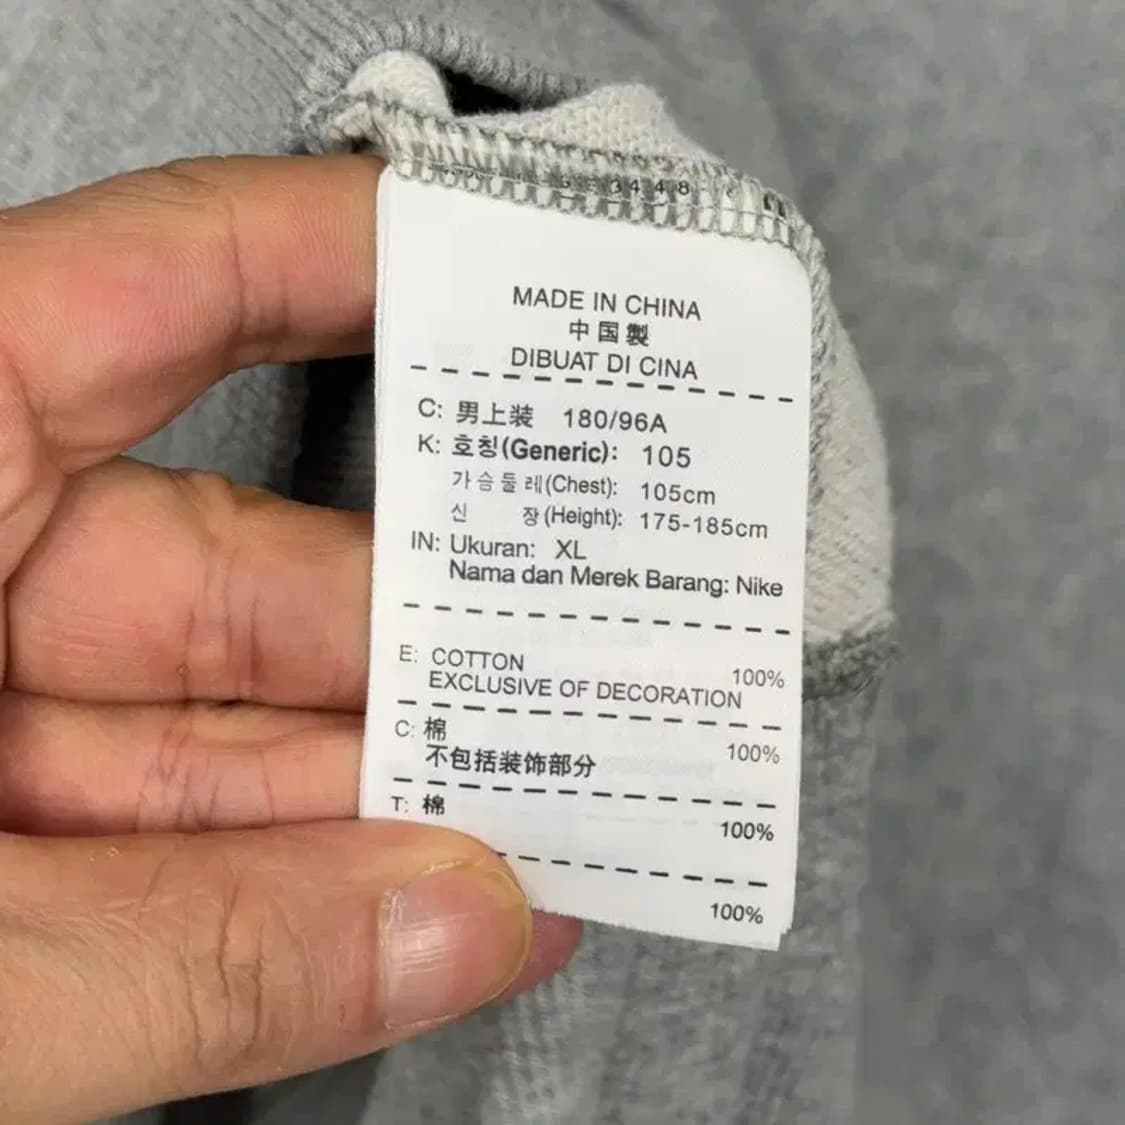 MADE IN CHINA
中国製
DIBUAT DI CINA
C: 男上装 180/96A
K: 호칭(Generic): 105
가슴둘레(Chest): 105cm
신 장(Height): 175-185cm
IN: Ukuran: XL
Nama dan Merek Barang: Nike
E: COTTON 100%
EXCLUSIVE OF DECORATION
C: 棉 100%
不包括装饰部分
T: 棉 100%
100%